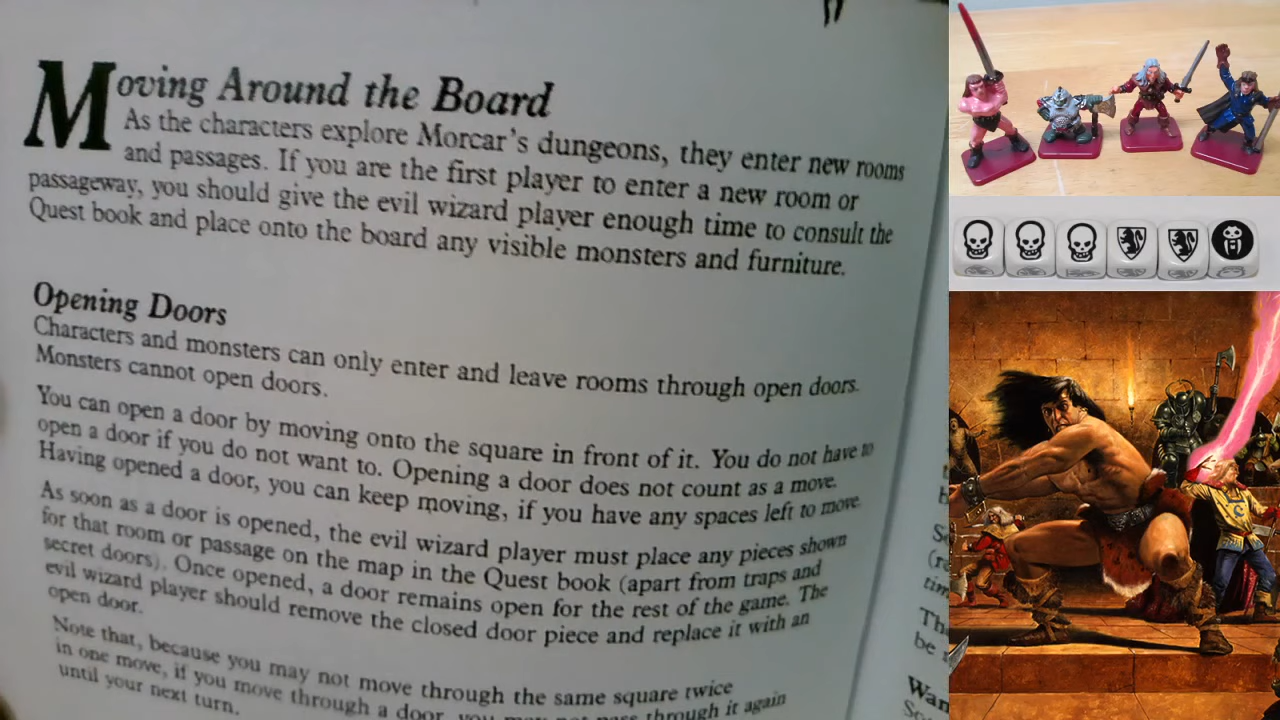 Moving Around the Board
As the characters explore Morcar's dungeons, they enter new rooms
and passages. If you are the first player to enter a new room or
passageway, you should give the evil wizard player enough time to consult the
Quest book and place onto the board any visible monsters and furniture.
Opening Doors
Characters and monsters can only enter and leave rooms through open doors.
Monsters cannot open doors.
You can open a door by moving onto the square in front of it. You do not have to
open a door if you do not want to. Opening a door does not count as a move.
Having opened a door, you can keep moving, if you have any spaces left to move.
As soon as a door is opened, the evil wizard player must place any pieces shown
for that room or passage on the map in the Quest book (apart from traps and
secret doors). Once opened, a door remains open for the rest of the game. The
evil wizard player should remove the closed door piece and replace it with an
open door.
Note that, because you may not move through the same square twice
in one move, if you move through a door, you may not pass through it again
until your next turn.